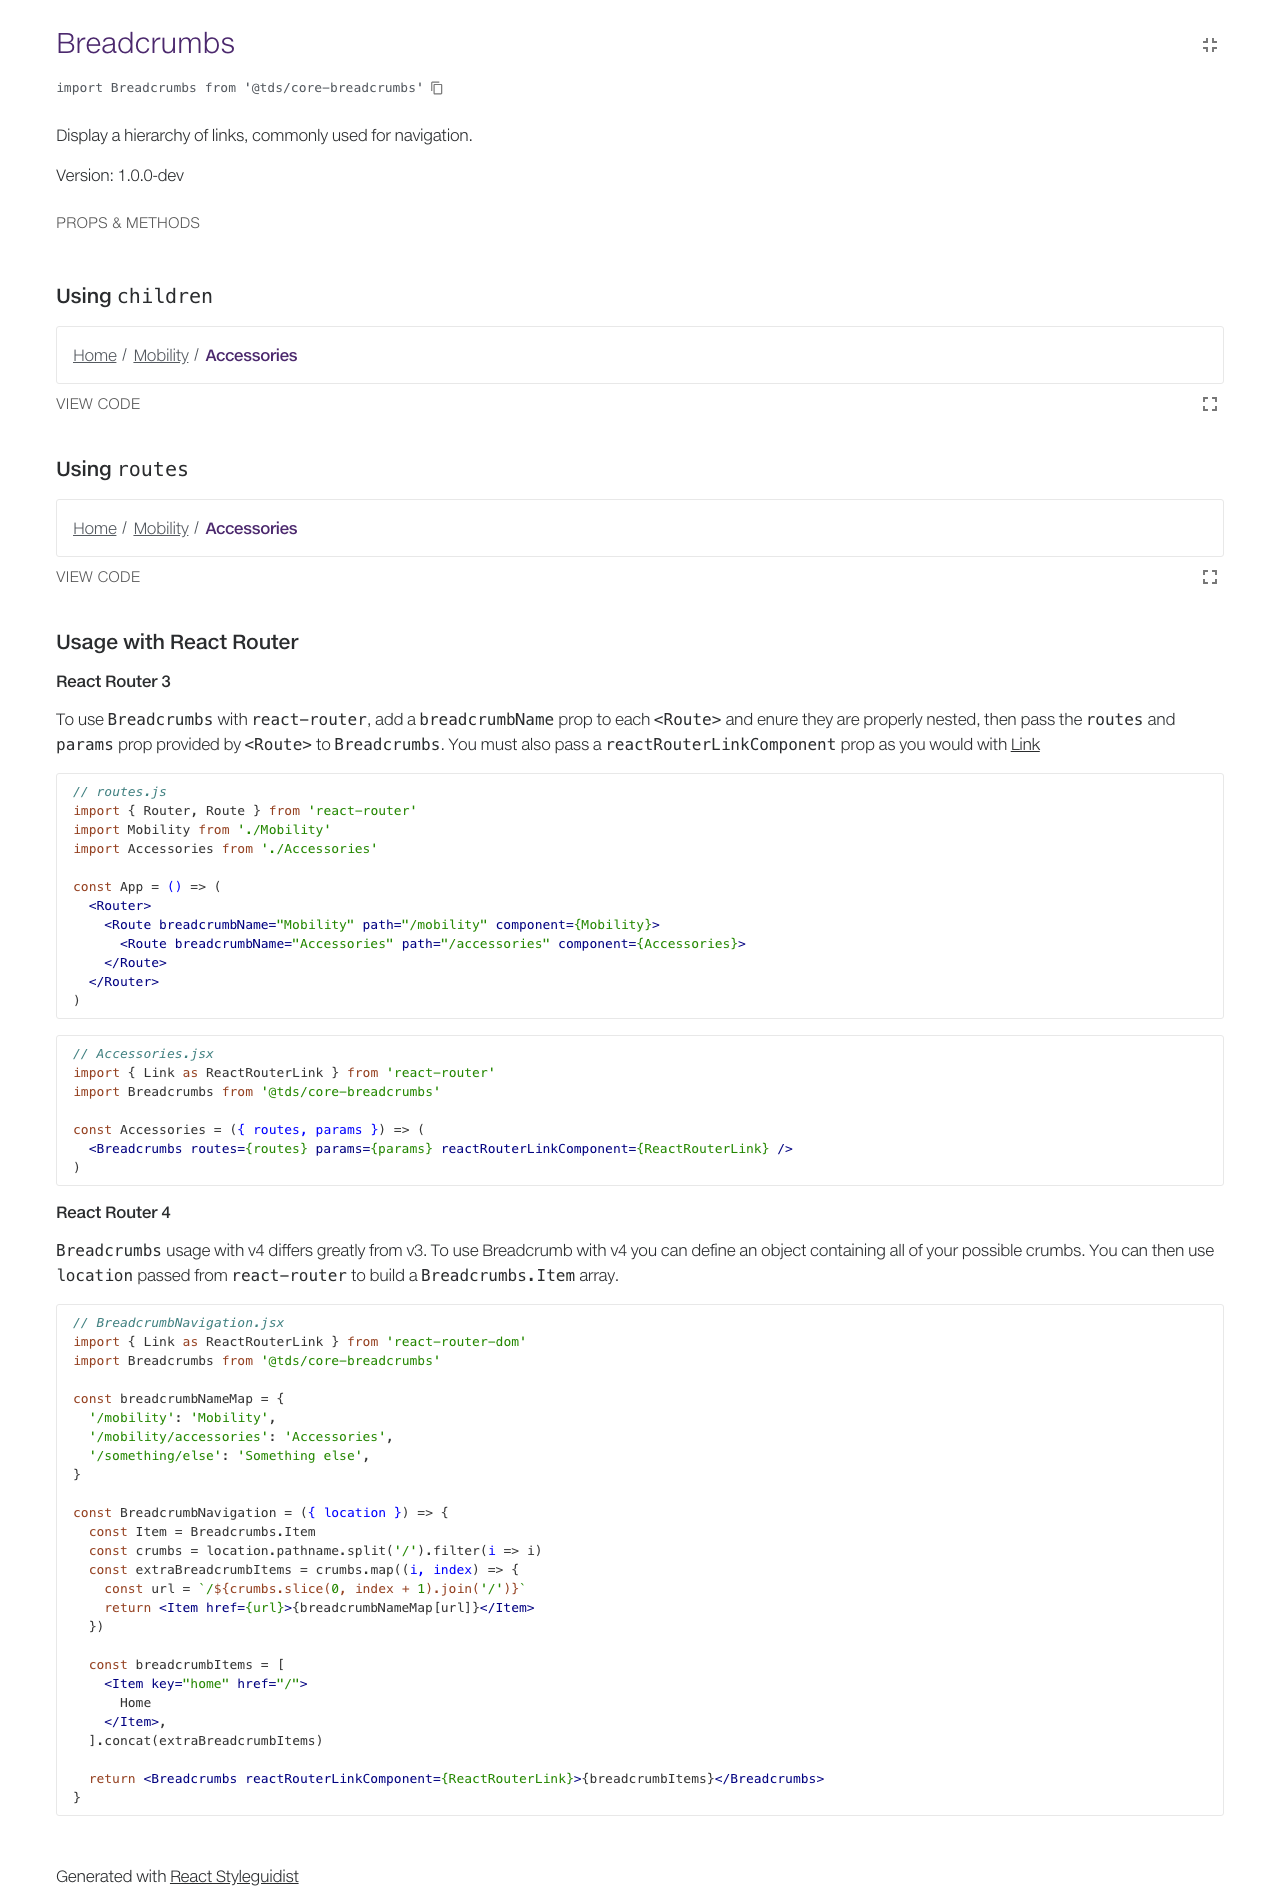 Breadcrumbs
import Breadcrumbs from '@tds/core-breadcrumbs'
Display a hierarchy of links, commonly used for navigation.
Version: 1.0.0-dev
PROPS & METHODS
Using children
Home / Mobility / Accessories
VIEW CODE
Using routes
Home / Mobility / Accessories
VIEW CODE
Usage with React Router
React Router 3
To use Breadcrumbs with react-router, add a breadcrumbName prop to each <Route> and enure they are properly nested, then pass the routes and
params prop provided by <Route> to Breadcrumbs. You must also pass a reactRouterLinkComponent prop as you would with Link
// routes.js
import { Router, Route } from 'react-router'
import Mobility from './Mobility'
import Accessories from './Accessories'
const App = () => (
  <Router>
    <Route breadcrumbName="Mobility" path="/mobility" component={Mobility}>
      <Route breadcrumbName="Accessories" path="/accessories" component={Accessories}>
    </Route>
  </Router>
)
// Accessories.jsx
import { Link as ReactRouterLink } from 'react-router'
import Breadcrumbs from '@tds/core-breadcrumbs'
const Accessories = ({ routes, params }) => (
  <Breadcrumbs routes={routes} params={params} reactRouterLinkComponent={ReactRouterLink} />
)
React Router 4
Breadcrumbs usage with v4 differs greatly from v3. To use Breadcrumb with v4 you can define an object containing all of your possible crumbs. You can then use
location passed from react-router to build a Breadcrumbs.Item array.
// BreadcrumbNavigation.jsx
import { Link as ReactRouterLink } from 'react-router-dom'
import Breadcrumbs from '@tds/core-breadcrumbs'
const breadcrumbNameMap = {
  '/mobility': 'Mobility',
  '/mobility/accessories': 'Accessories',
  '/something/else': 'Something else',
}
const BreadcrumbNavigation = ({ location }) => {
  const Item = Breadcrumbs.Item
  const crumbs = location.pathname.split('/').filter(i => i)
  const extraBreadcrumbItems = crumbs.map((i, index) => {
    const url = `/${crumbs.slice(0, index + 1).join('/')}`
    return <Item href={url}>{breadcrumbNameMap[url]}</Item>
  })
  const breadcrumbItems = [
    <Item key="home" href="/">
      Home
    </Item>,
  ].concat(extraBreadcrumbItems)
  return <Breadcrumbs reactRouterLinkComponent={ReactRouterLink}>{breadcrumbItems}</Breadcrumbs>
}
Generated with React Styleguidist